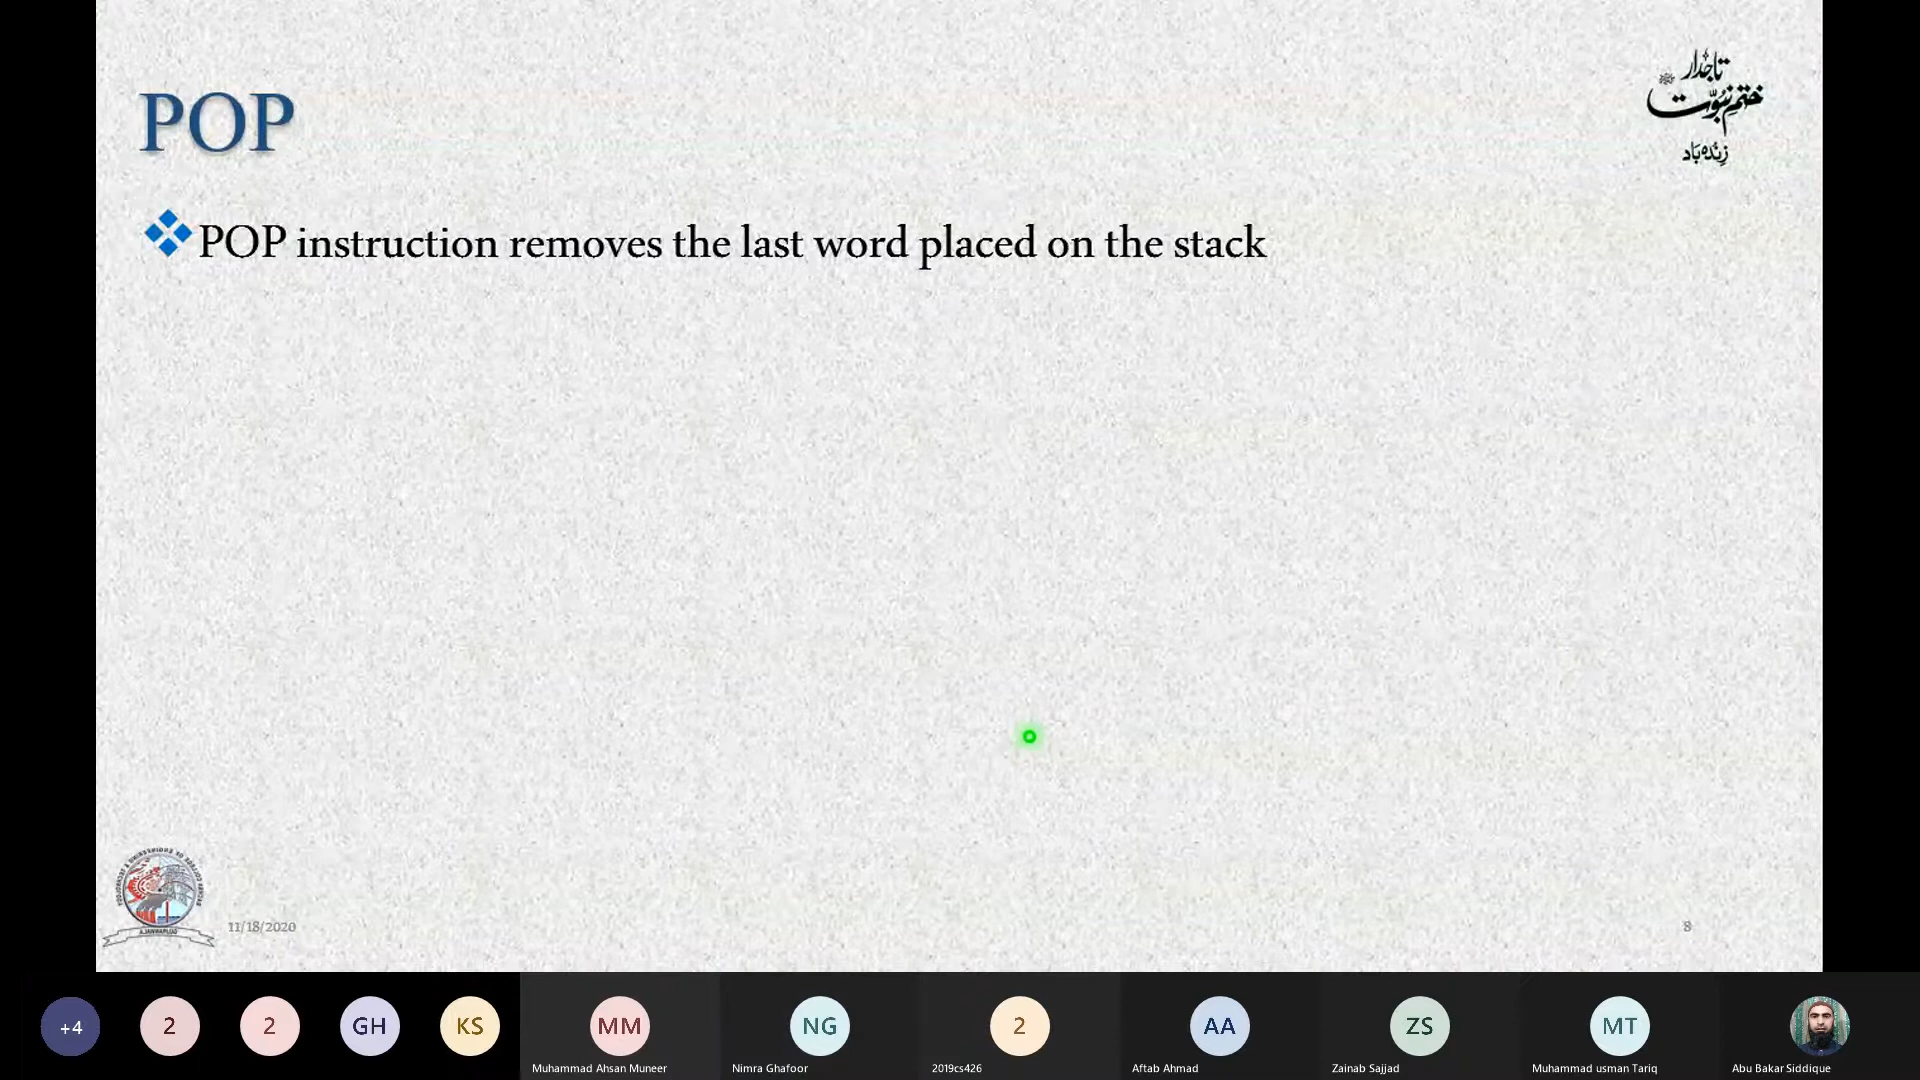 POP
تاجدار
ختمِ نبوّت
زندہ باد
POP instruction removes the last word placed on the stack
11/18/2020
8
+4
2
2
GH
KS
MM
NG
2
AA
ZS
MT
Muhammad Ahsan Muneer
Nimra Ghafoor
2019cs426
Aftab Ahmad
Zainab Sajjad
Muhammad usman Tariq
Abu Bakar Siddique